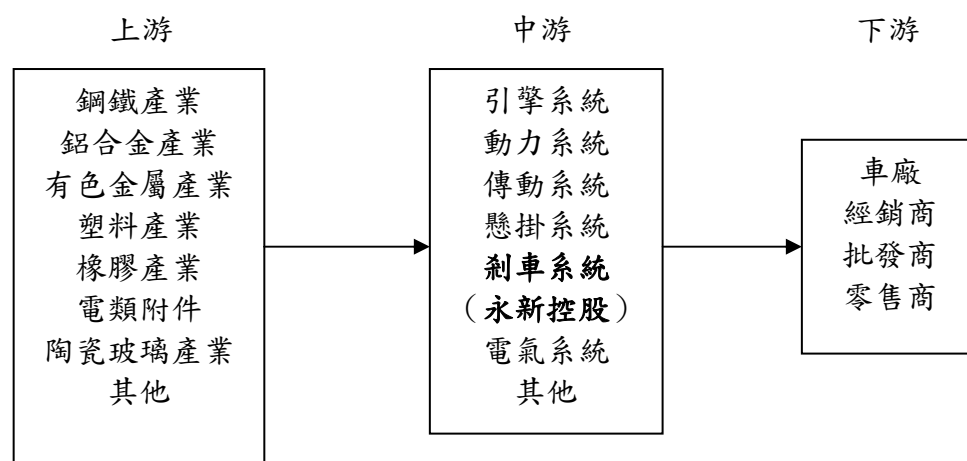 上游
鋼鐵產業
鋁合金產業
有色金屬產業
塑料產業
橡膠產業
電類附件
陶瓷玻璃產業
其他
中游
引擎系統
動力系統
傳動系統
懸掛系統
剎車系統
（永新控股）
電氣系統
其他
下游
車廠
經銷商
批發商
零售商